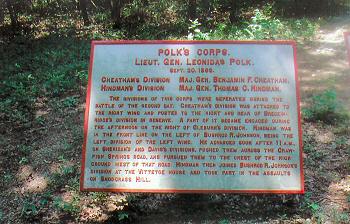 POLK'S CORPS.
LIEUT. GEN. LEONIDAS POLK.
SEPT. 20, 1863.
CHEATHAM'S DIVISION MAJ. GEN. BENJAMIN F. CHEATHAM.
HINDMAN'S DIVISION MAJ. GEN. THOMAS C. HINDMAN.
THE DIVISIONS OF THIS CORPS WERE SEPERATED DURING THE
BATTLE OF THE SECOND DAY. CHEATHAM'S DIVISION WAS ATTACHED TO
THE RIGHT WING AND POSTED TO THE RIGHT AND REAR OF BRECKIN-
RIDGE'S DIVISION IN RESERVE. A PART OF IT BECAME ENGAGED DURING
THE AFTERNOON ON THE RIGHT OF CLEBURNE'S DIVISION. HINDMAN WAS
IN THE FRONT LINE ON THE LEFT OF BUSHROD R. JOHNSON, BEING THE
LEFT DIVISION OF THE LEFT WING. HE ADVANCED SOON AFTER 11 A.M.,
ON SHERIDAN'S AND DAVIS'S DIVISIONS, PUSHED THEM ACROSS THE CRAW-
FISH SPRINGS ROAD, AND PURSUED THEM TO THE CREST OF THE HIGH
GROUND WEST OF THAT ROAD. HINDMAN THEN JOINED BUSHROD R. JOHNSON'S
DIVISION AT THE VITTETOE HOUSE AND TOOK PART IN THE ASSAULTS
ON SNODGRASS HILL.